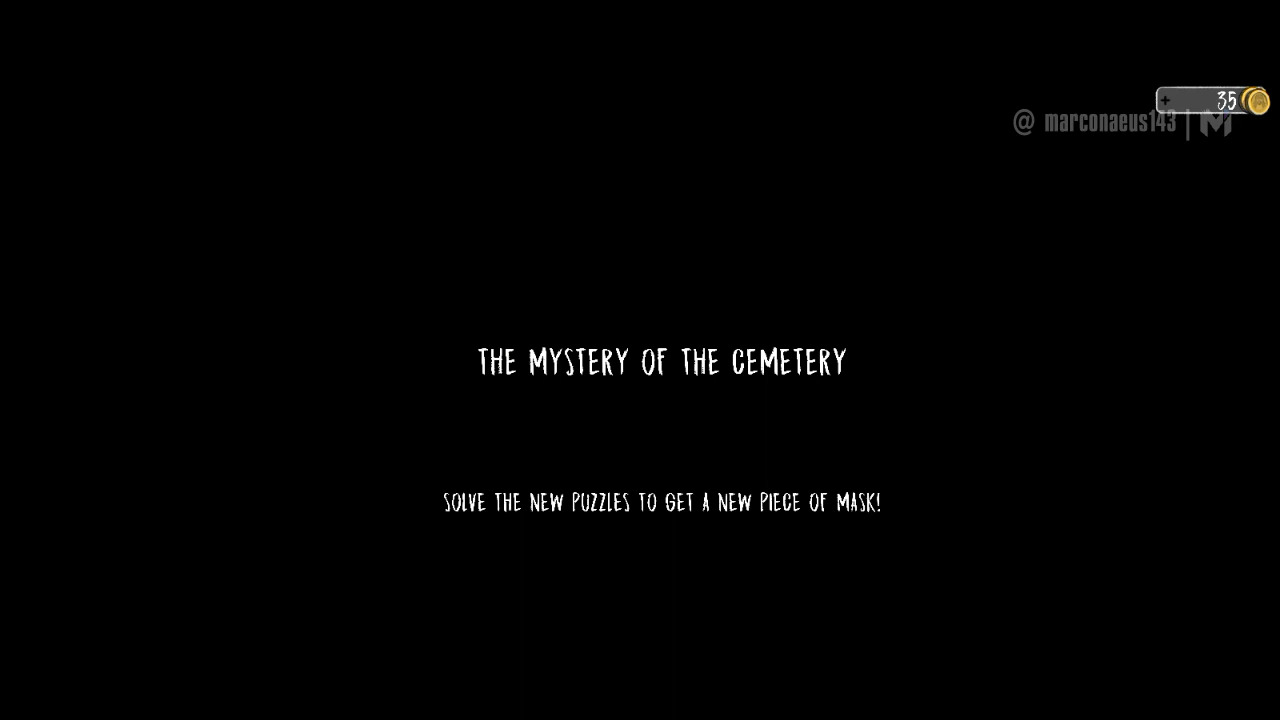 + 35
@ marconaeus143 | M
THE MYSTERY OF THE CEMETERY
SOLVE THE NEW PUZZLES TO GET A NEW PIECE OF MASK!